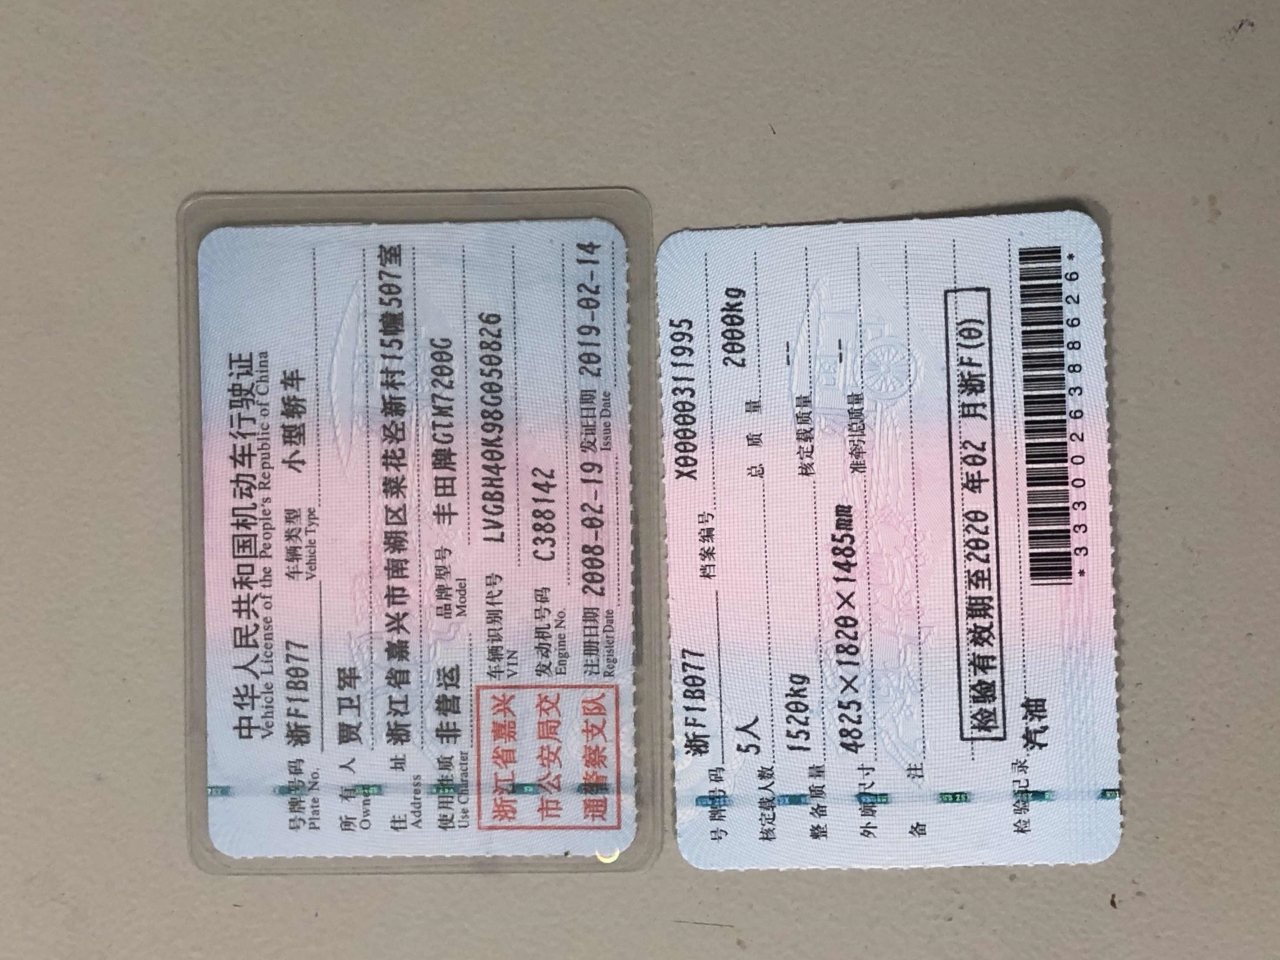 中华人民共和国机动车行驶证
Vehicle License of the People's Republic of China
号牌号码 浙F1B077 车辆类型 小型轿车
Plate No. Vehicle Type
所有人 贾卫军
Owner
住址 浙江省嘉兴市南湖区菜花泾新村15幢507室
Address
使用性质 非营运 品牌型号 丰田牌GTM7200G
Use Character Model
浙江省嘉兴
市公安局交
通警察支队
车辆识别代号 LVGBH40K98G050826
VIN
发动机号码 C388142
Engine No.
注册日期 2008-02-19 发证日期 2019-02-14
Register Date Issue Date
号牌号码 浙F1B077 档案编号 X00000311995
核定载人数 5人 总质量 2000kg
整备质量 1520kg 核定载质量 --
外廓尺寸 4825×1820×1485mm 准牵引总质量 --
备注
检验有效期至2020年02月浙F(0)
检验记录 汽油
*3330026388626*